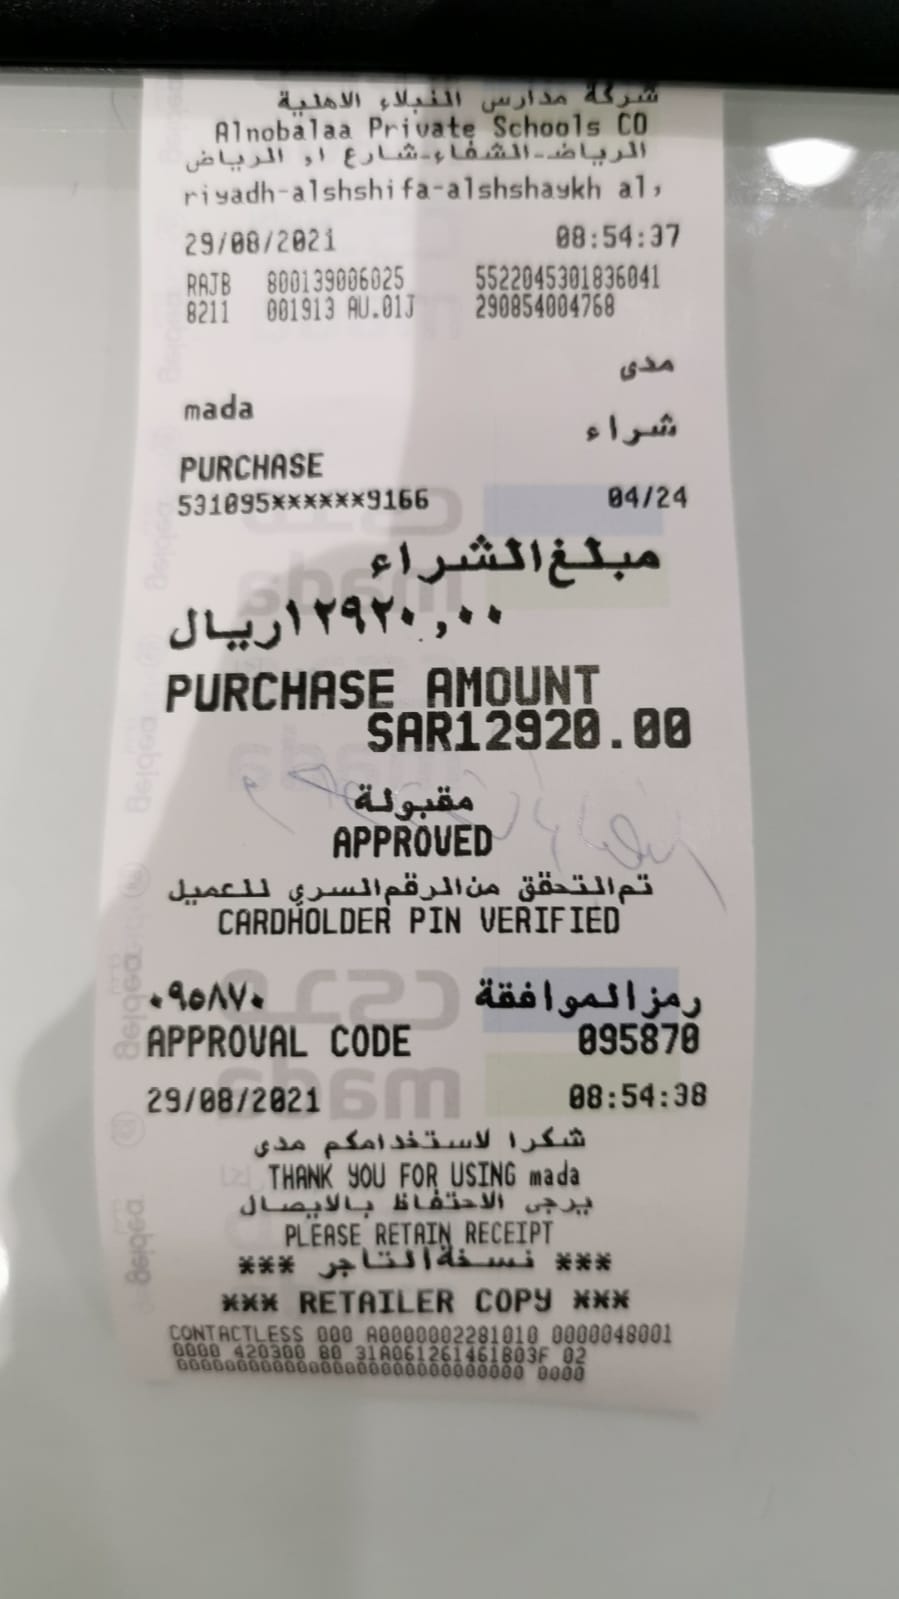 شركة مدارس النبلاء الاهلية
Alnobalaa Private Schools CO
الرياض-الشفاء-شارع ا, الرياض
riyadh-alshshifa-alshshaykh al,
29/08/2021 08:54:37
RAJB 800139006025 5522045301836041
8211 001913 AU.01J 290854004768
مدى
mada
شراء
PURCHASE
531095******9166 04/24
مبلغ الشراء
١٢٩٢٠,٠٠ ريال
PURCHASE AMOUNT
SAR12920.00
مقبولة
APPROVED
تم التحقق من الرقم السري للعميل
CARDHOLDER PIN VERIFIED
رمز الموافقة ٠٩٥٨٧٠
APPROVAL CODE 095870
29/08/2021 08:54:38
شكرا لاستخدامكم مدى
THANK YOU FOR USING mada
يرجى الاحتفاظ بالايصال
PLEASE RETAIN RECEIPT
*** نسخة التاجر ***
*** RETAILER COPY ***
CONTACTLESS 000 A0000002281010 0000048001
0000 420300 80 31A061261461B03F 02
00000000000000000000000000000 0000